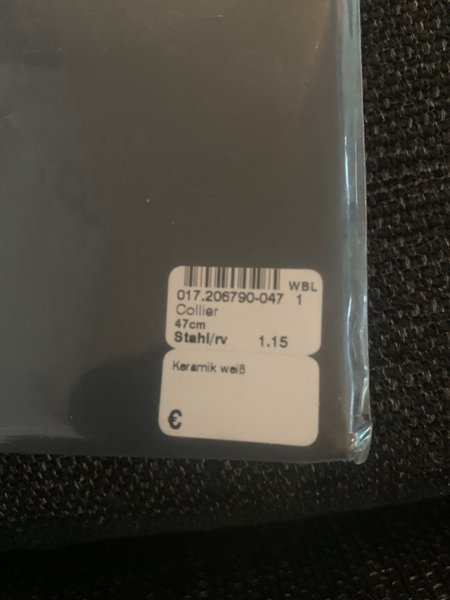 WBL
017.206790-047 1
Collier
47cm
Stahl/rv 1.15
Keramik weiß
€